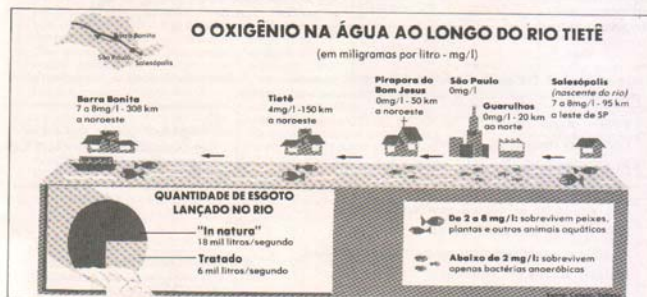 O OXIGÊNIO NA ÁGUA AO LONGO DO RIO TIETÊ
(em miligramas por litro - mg/l)
Barra Bonita
São Paulo
Salesópolis
Barra Bonita
7 a 8mg/l - 308 km
a noroeste
Tietê
4mg/l - 150 km
a noroeste
Pirapora do
Bom Jesus
0mg/l - 50 km
a noroeste
São Paulo
0mg/l
Guarulhos
0mg/l - 20 km
ao norte
Salesópolis
(nascente do rio)
7 a 8mg/l - 95 km
a leste de SP
QUANTIDADE DE ESGOTO
LANÇADO NO RIO
"In natura"
18 mil litros/segundo
Tratado
6 mil litros/segundo
De 2 a 8 mg/l: sobrevivem peixes,
plantas e outros animais aquáticos
Abaixo de 2 mg/l: sobrevivem
apenas bactérias anaeróbicas